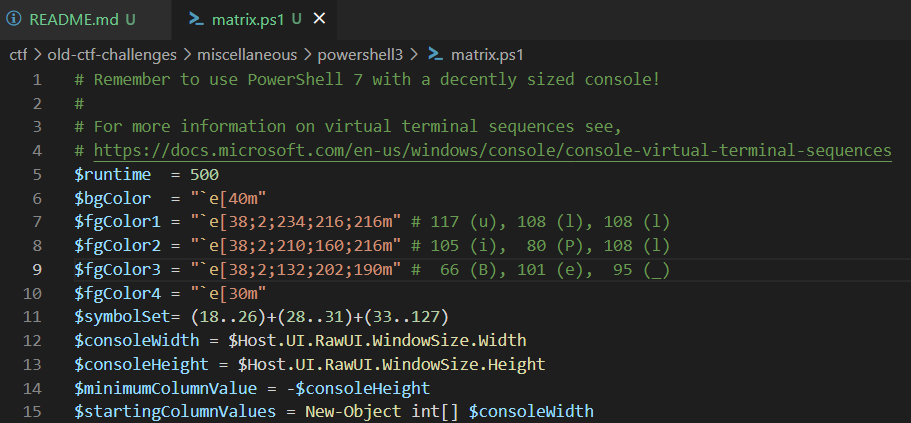 README.md U matrix.ps1 U
ctf > old-ctf-challenges > miscellaneous > powershell3 > matrix.ps1
1 # Remember to use PowerShell 7 with a decently sized console!
2 #
3 # For more information on virtual terminal sequences see,
4 # https://docs.microsoft.com/en-us/windows/console/console-virtual-terminal-sequences
5 $runtime  = 500
6 $bgColor  = "`e[40m"
7 $fgColor1 = "`e[38;2;234;216;216m" # 117 (u), 108 (l), 108 (l)
8 $fgColor2 = "`e[38;2;210;160;216m" # 105 (i),  80 (P), 108 (l)
9 $fgColor3 = "`e[38;2;132;202;190m" #  66 (B), 101 (e),  95 (_)
10 $fgColor4 = "`e[30m"
11 $symbolSet= (18..26)+(28..31)+(33..127)
12 $consoleWidth = $Host.UI.RawUI.WindowSize.Width
13 $consoleHeight = $Host.UI.RawUI.WindowSize.Height
14 $minimumColumnValue = -$consoleHeight
15 $startingColumnValues = New-Object int[] $consoleWidth